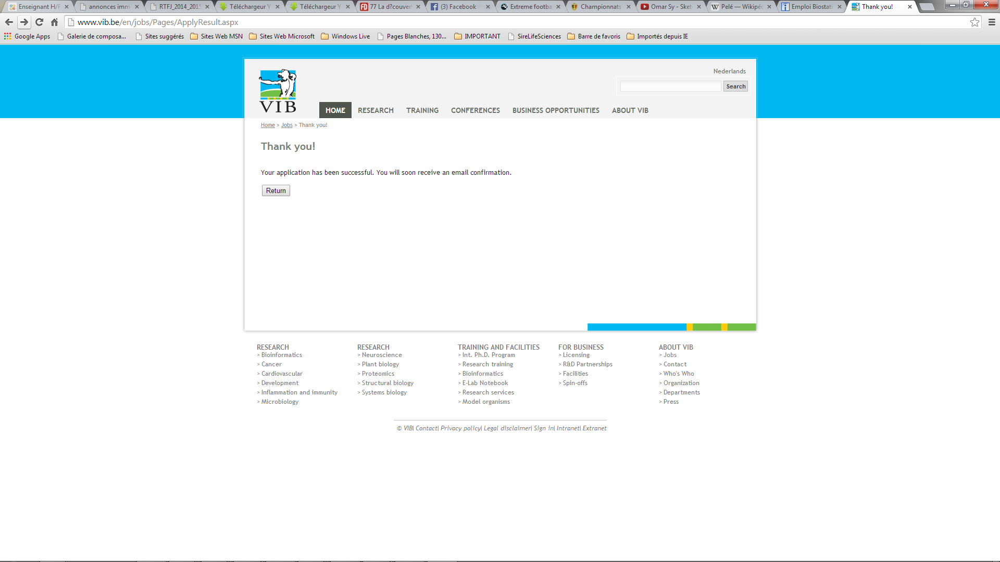 Enseignant H/F
annonces imm
RTFJ_2014_2015
Téléchargeur Y
Téléchargeur Y
77 La d?couvert
(3) Facebook
Extreme footba
Championnats
Omar Sy - Sket
Pelé — Wikipéd
Emploi Biostati
Thank you!
www.vib.be/en/jobs/Pages/ApplyResult.aspx
Google Apps
Galerie de composa...
Sites suggérés
Sites Web MSN
Sites Web Microsoft
Windows Live
Pages Blanches, 130...
IMPORTANT
SireLifeSciences
Barre de favoris
Importés depuis IE
Nederlands
Search
VIB
HOME
RESEARCH
TRAINING
CONFERENCES
BUSINESS OPPORTUNITIES
ABOUT VIB
Home > Jobs > Thank you!
Thank you!
Your application has been successful. You will soon receive an email confirmation.
Return
RESEARCH
> Bioinformatics
> Cancer
> Cardiovascular
> Development
> Inflammation and immunity
> Microbiology
RESEARCH
> Neuroscience
> Plant biology
> Proteomics
> Structural biology
> Systems biology
TRAINING AND FACILITIES
> Int. Ph.D. Program
> Research training
> Bioinformatics
> E-Lab Notebook
> Research services
> Model organisms
FOR BUSINESS
> Licensing
> R&D Partnerships
> Facilities
> Spin-offs
ABOUT VIB
> Jobs
> Contact
> Who's Who
> Organization
> Departments
> Press
© VIB| Contact| Privacy policy| Legal disclaimer| Sign in| Intranet| Extranet